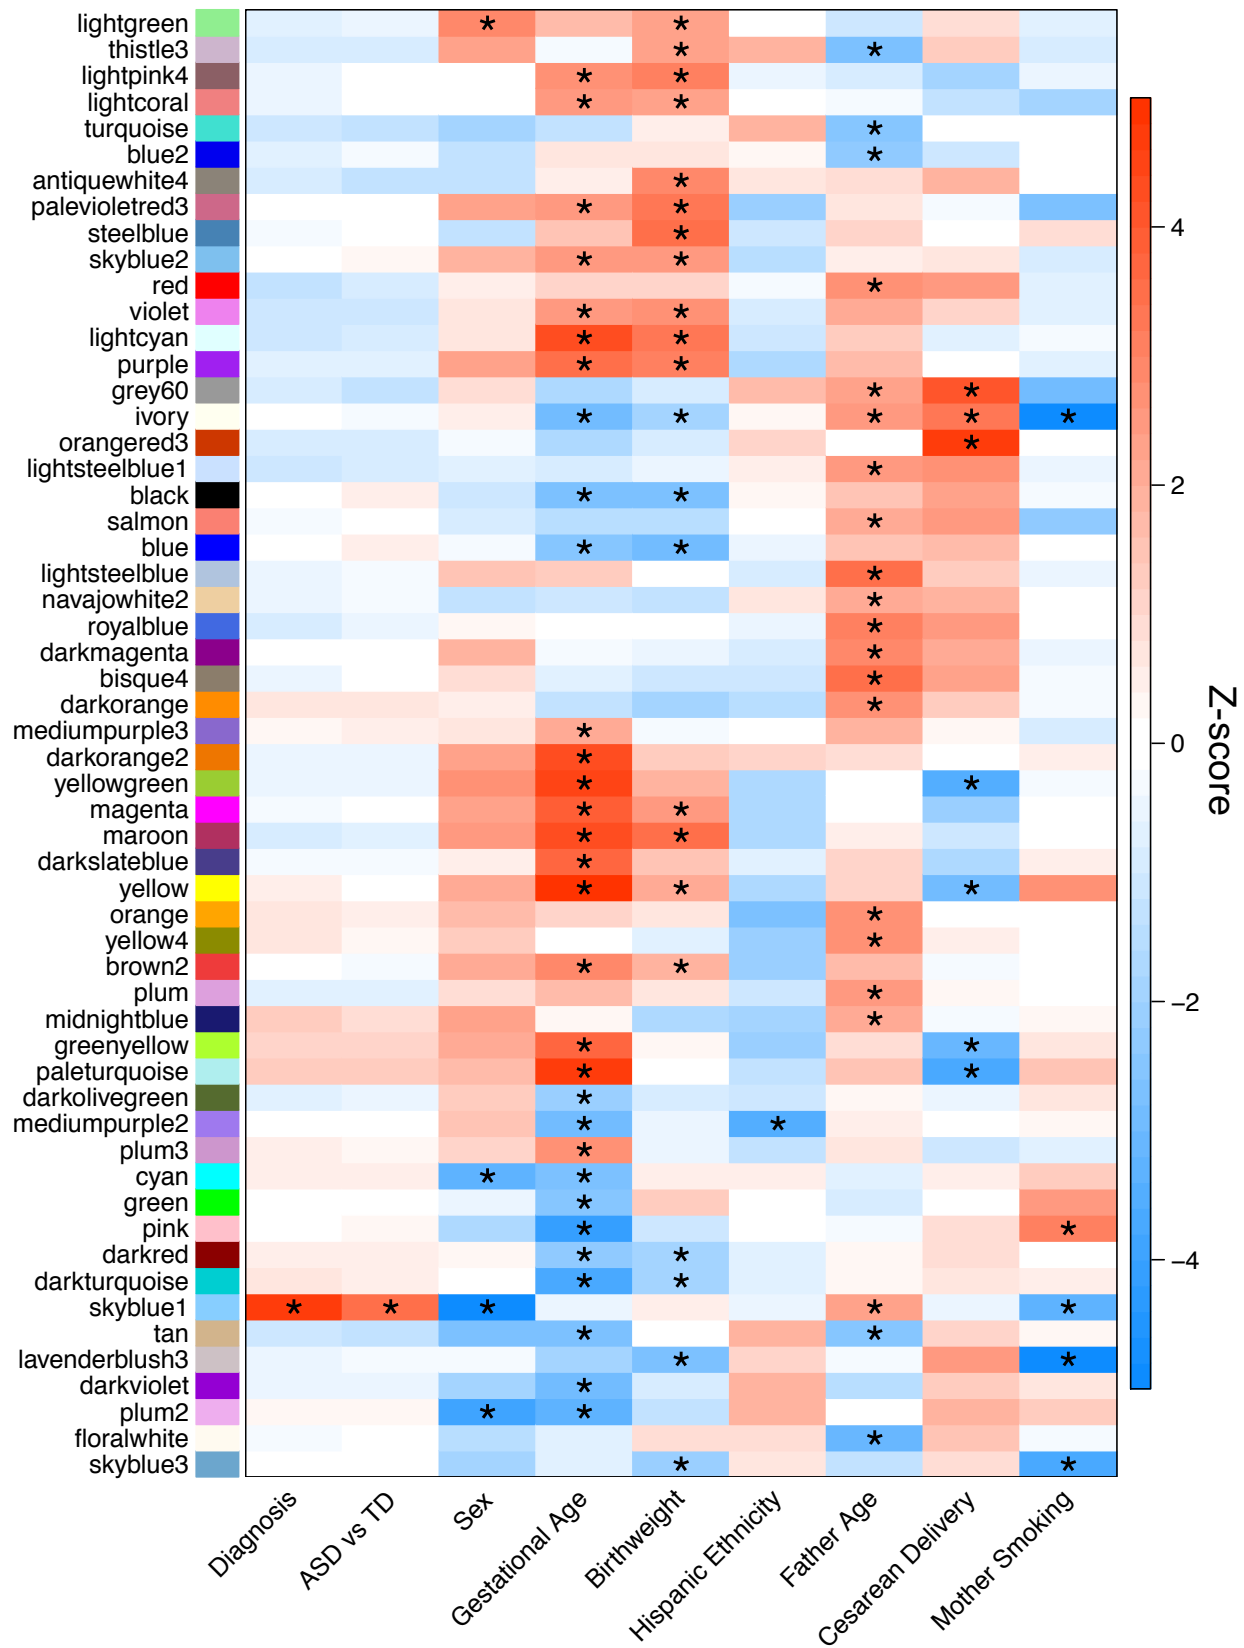 lightgreen
thistle3
lightpink4
lightcoral
turquoise
blue2
antiquewhite4
palevioletred3
steelblue
skyblue2
red
violet
lightcyan
purple
grey60
ivory
orangered3
lightsteelblue1
black
salmon
blue
lightsteelblue
navajowhite2
royalblue
darkmagenta
bisque4
darkorange
mediumpurple3
darkorange2
yellowgreen
magenta
maroon
darkslateblue
yellow
orange
yellow4
brown2
plum
midnightblue
greenyellow
paleturquoise
darkolivegreen
mediumpurple2
plum3
cyan
green
pink
darkred
darkturquoise
skyblue1
tan
lavenderblush3
darkviolet
plum2
floralwhite
skyblue3
Diagnosis
ASD vs TD
Sex
Gestational Age
Birthweight
Hispanic Ethnicity
Father Age
Cesarean Delivery
Mother Smoking
4
2
0
−2
−4
Z-score